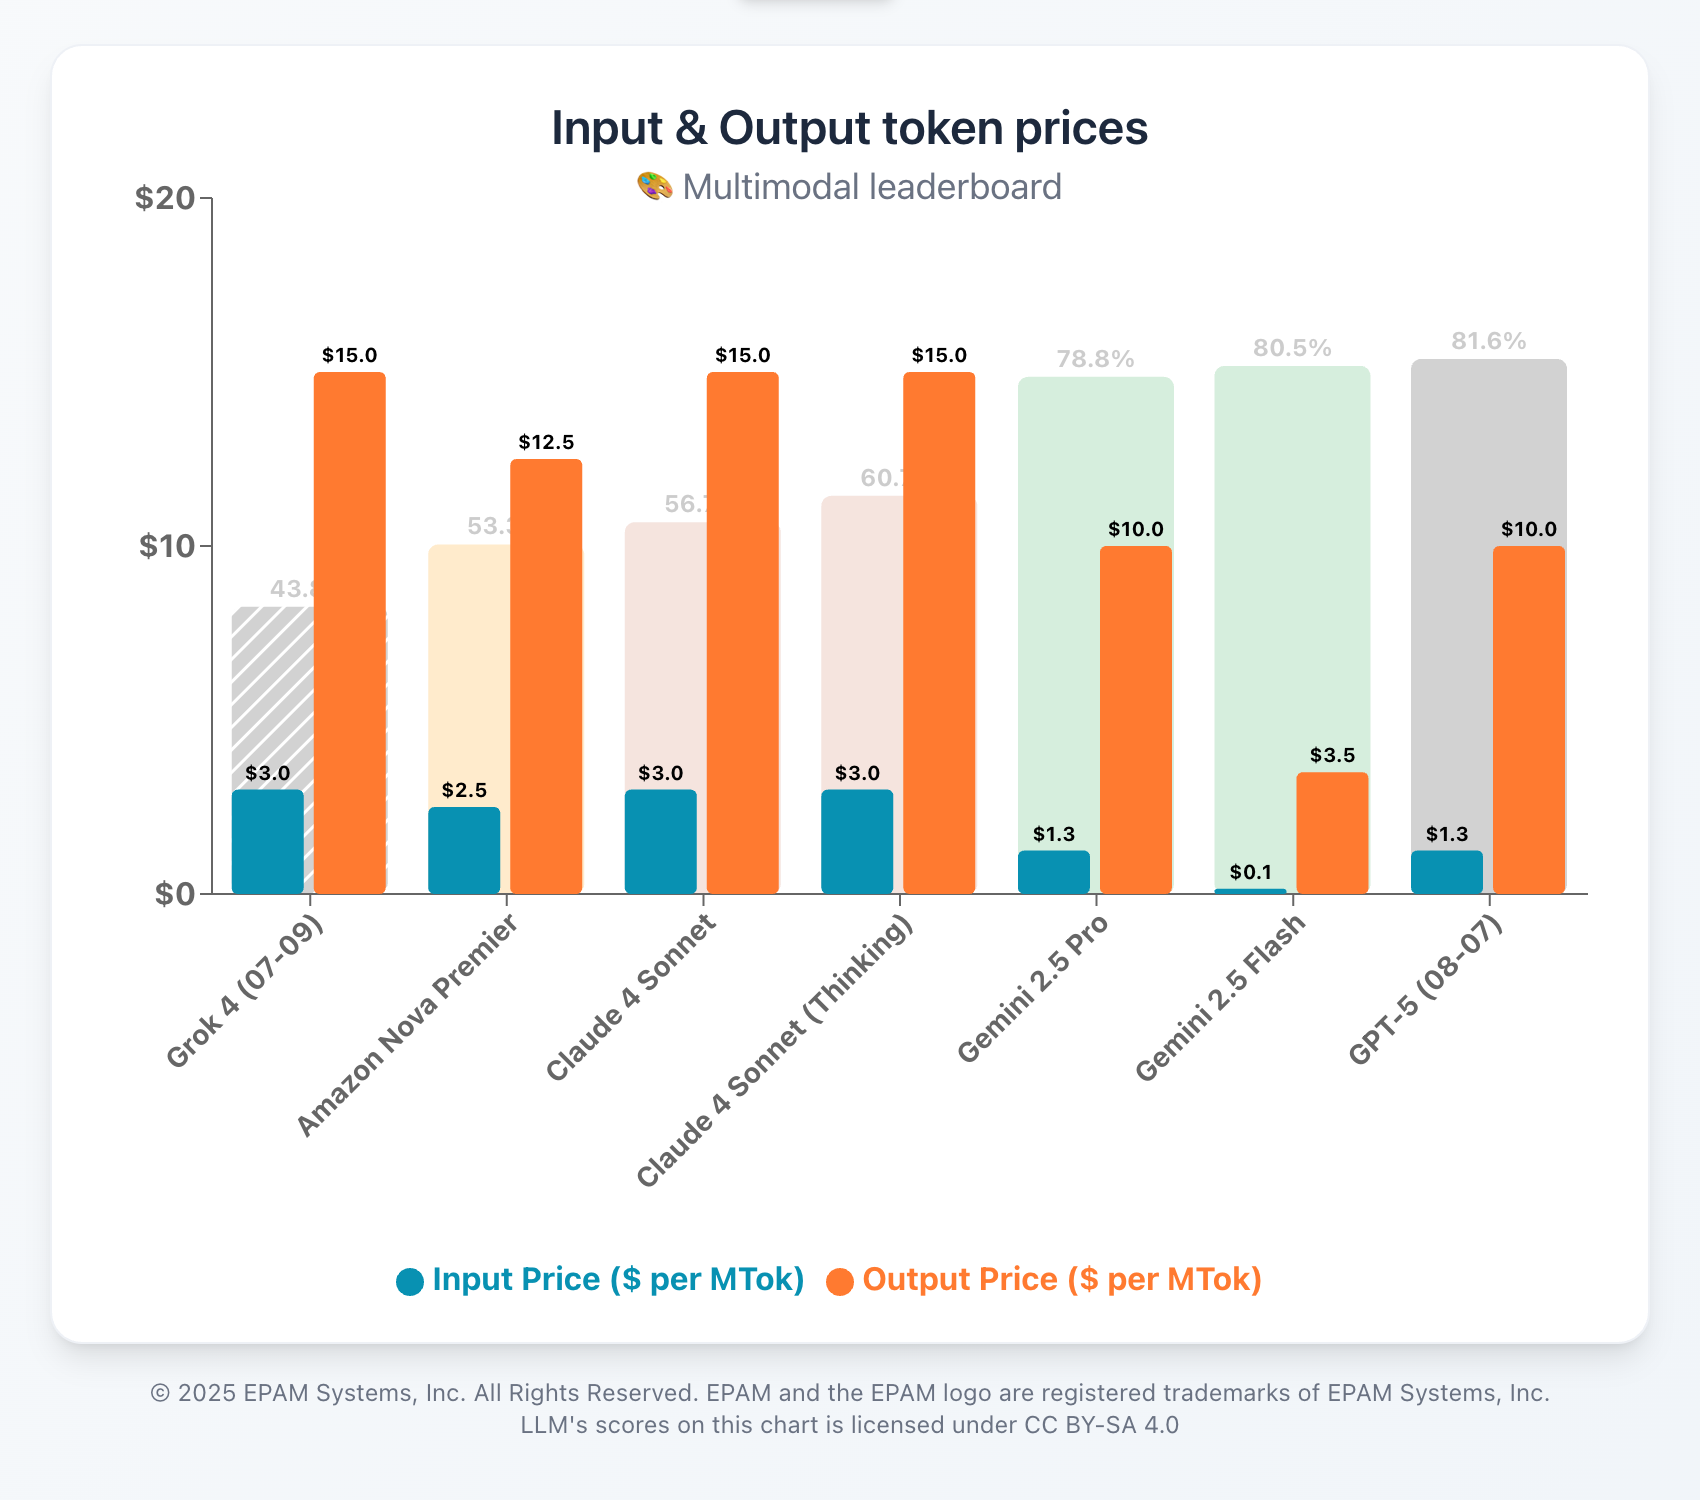 Input & Output token prices
🎨 Multimodal leaderboard
$20
$10
$0
$3.0
$15.0
$2.5
$12.5
53.
$3.0
$15.0
56.
$3.0
$15.0
60.
78.8%
$1.3
$10.0
80.5%
$0.1
$3.5
81.6%
$1.3
$10.0
43.
Grok 4 (07-09)
Amazon Nova Premier
Claude 4 Sonnet
Claude 4 Sonnet (Thinking)
Gemini 2.5 Pro
Gemini 2.5 Flash
GPT-5 (08-07)
Input Price ($ per MTok)
Output Price ($ per MTok)
© 2025 EPAM Systems, Inc. All Rights Reserved. EPAM and the EPAM logo are registered trademarks of EPAM Systems, Inc.
LLM's scores on this chart is licensed under CC BY-SA 4.0